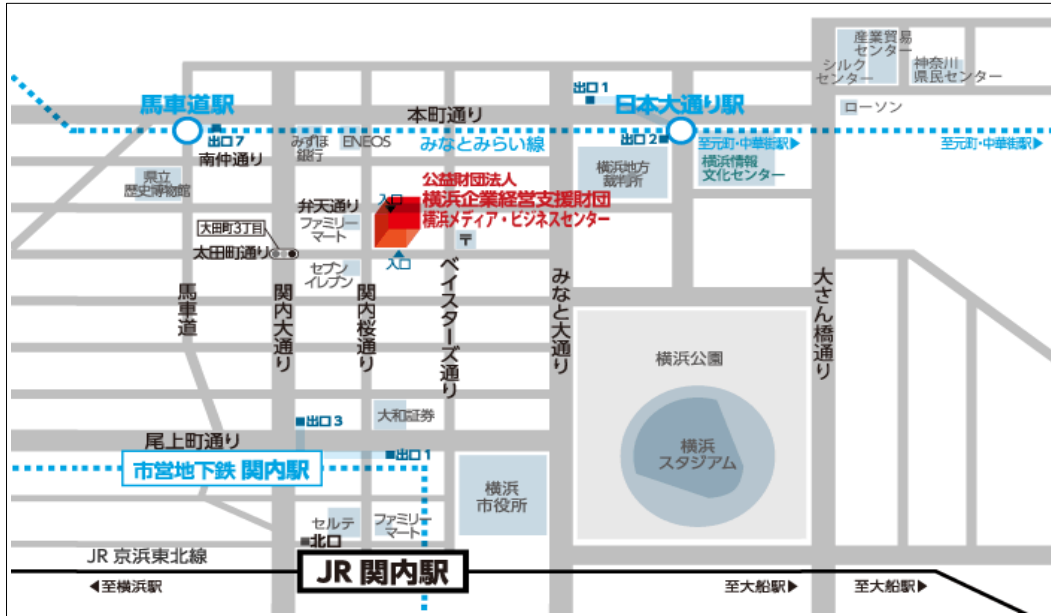 産業貿易
センター
シルク
センター
神奈川
県民センター
出口1
馬車道駅
本町通り
日本大通り駅
ローソン
出口7
南仲通り
みずほ
銀行
ENEOS
みなとみらい線
出口2
至元町・中華街駅▶
至元町・中華街駅▶
県立
歴史博物館
横浜地方
裁判所
横浜情報
文化センター
公益財団法人
横浜企業経営支援財団
横浜メディア・ビジネスセンター
入口
弁天通り
ファミリー
マート
大田町3丁目
太田町通り
〒
セブン
イレブン
入口
馬車道
関内大通り
関内桜通り
ベイスターズ通り
みなと大通り
大さん橋通り
横浜公園
横浜
スタジアム
大和証券
出口3
尾上町通り
出口1
市営地下鉄 関内駅
横浜
市役所
セルテ
ファミリー
マート
北口
JR 京浜東北線
JR 関内駅
◀至横浜駅
至大船駅▶
至大船駅▶